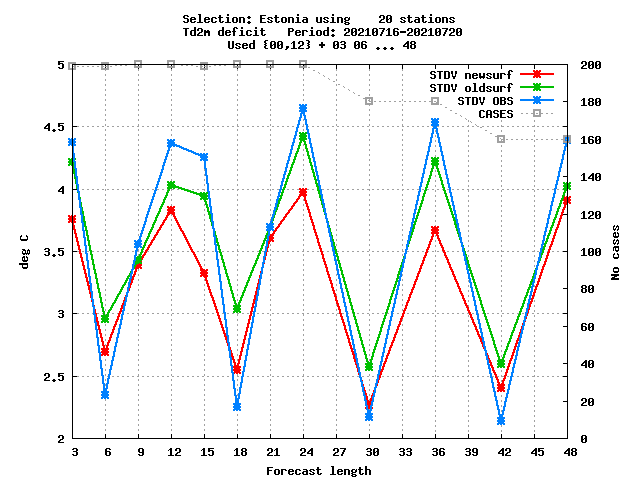 Selection: Estonia using    20 stations
Td2m deficit   Period: 20210716-20210720
Used {00,12} + 03 06 ... 48
STDV newsurf
STDV oldsurf
STDV OBS
CASES
5
4.5
4
3.5
3
2.5
2
deg C
200
180
160
140
120
100
80
60
40
20
0
No cases
3 6 9 12 15 18 21 24 27 30 33 36 39 42 45 48
Forecast length